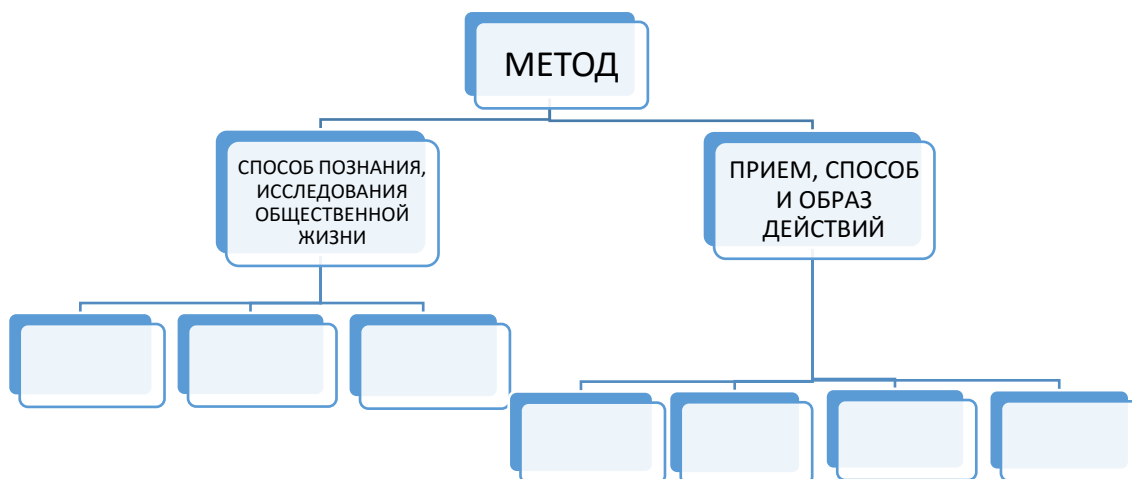 МЕТОД
СПОСОБ ПОЗНАНИЯ,
ИССЛЕДОВАНИЯ
ОБЩЕСТВЕННОЙ
ЖИЗНИ
ПРИЕМ, СПОСОБ
И ОБРАЗ
ДЕЙСТВИЙ